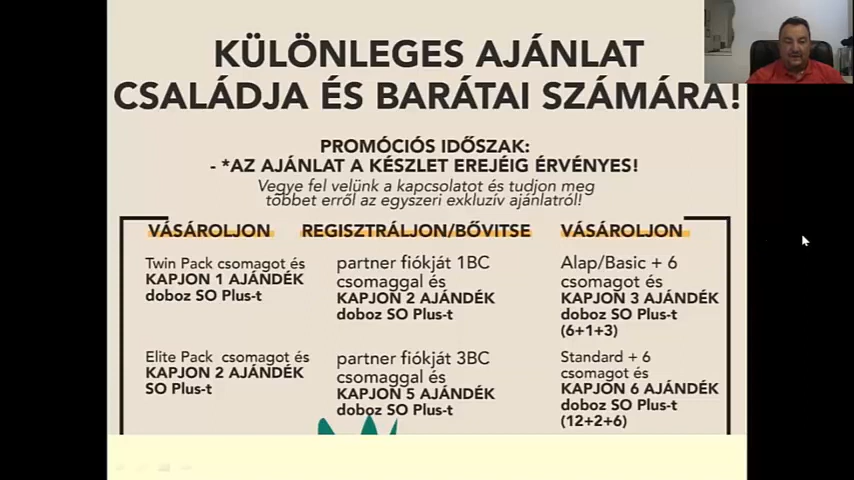 KÜLÖNLEGES AJÁNLAT
CSALÁDJA ÉS BARÁTAI SZÁMÁRA!
PROMÓCIÓS IDŐSZAK:
- *AZ AJÁNLAT A KÉSZLET EREJÉIG ÉRVÉNYES!
Vegye fel velünk a kapcsolatot és tudjon meg
többet erről az egyszeri exkluzív ajánlatról!
VÁSÁROLJON
Twin Pack csomagot és
KAPJON 1 AJÁNDÉK
doboz SO Plus-t
Elite Pack csomagot és
KAPJON 2 AJÁNDÉK
SO Plus-t
REGISZTRÁLJON/BŐVITSE
partner fiókját 1BC
csomaggal és
KAPJON 2 AJÁNDÉK
doboz SO Plus-t
partner fiókját 3BC
csomaggal és
KAPJON 5 AJÁNDÉK
doboz SO Plus-t
VÁSÁROLJON
Alap/Basic + 6
csomagot és
KAPJON 3 AJÁNDÉK
doboz SO Plus-t
(6+1+3)
Standard + 6
csomagot és
KAPJON 6 AJÁNDÉK
doboz SO Plus-t
(12+2+6)